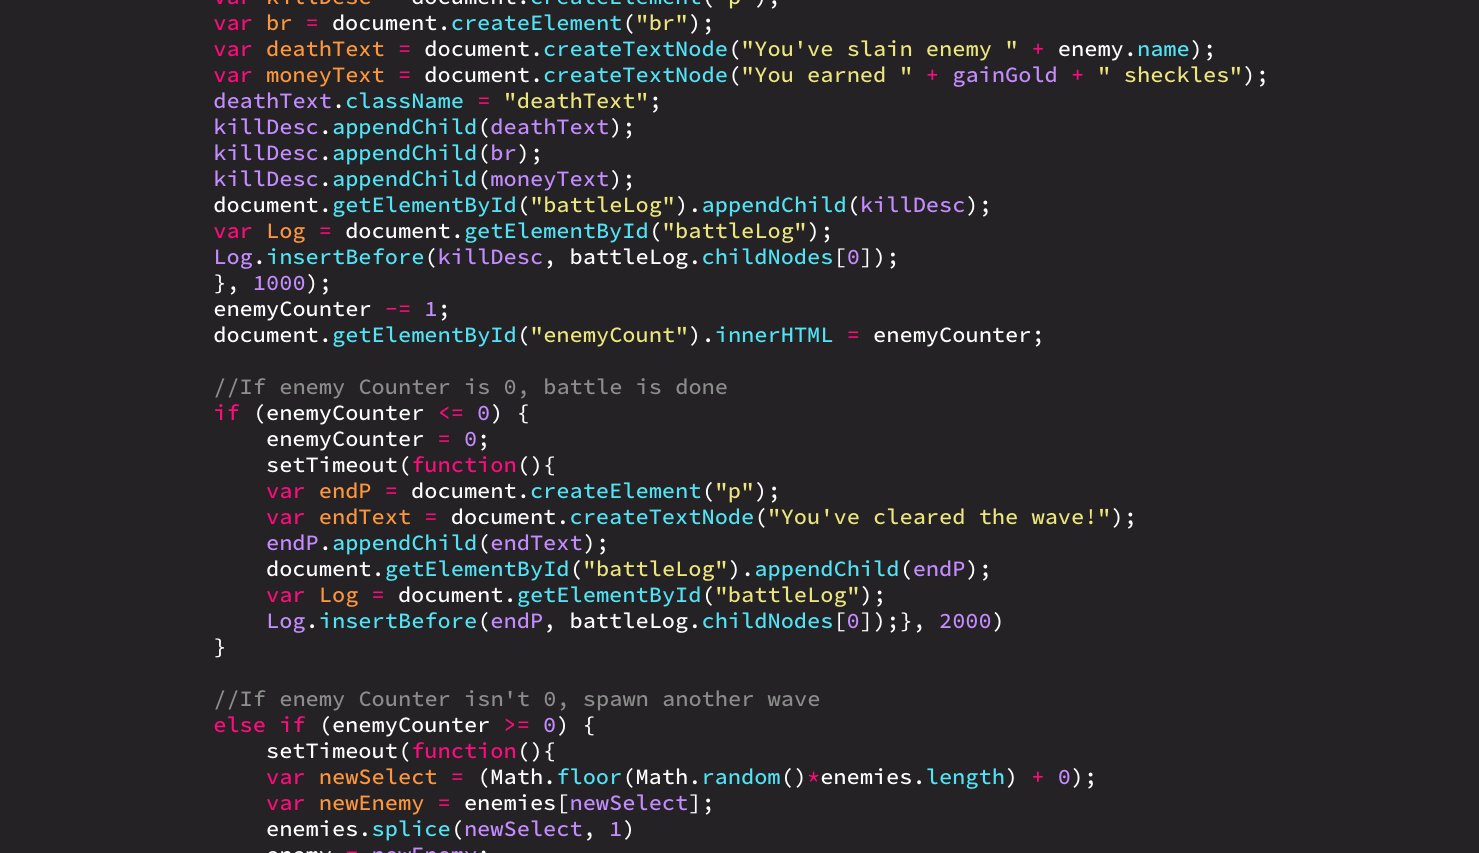 var killDesc = document.createElement("p");
var br = document.createElement("br");
var deathText = document.createTextNode("You've slain enemy " + enemy.name);
var moneyText = document.createTextNode("You earned " + gainGold + " sheckles");
deathText.className = "deathText";
killDesc.appendChild(deathText);
killDesc.appendChild(br);
killDesc.appendChild(moneyText);
document.getElementById("battleLog").appendChild(killDesc);
var Log = document.getElementById("battleLog");
Log.insertBefore(killDesc, battleLog.childNodes[0]);
}, 1000);
enemyCounter -= 1;
document.getElementById("enemyCount").innerHTML = enemyCounter;
//If enemy Counter is 0, battle is done
if (enemyCounter <= 0) {
enemyCounter = 0;
setTimeout(function(){
var endP = document.createElement("p");
var endText = document.createTextNode("You've cleared the wave!");
endP.appendChild(endText);
document.getElementById("battleLog").appendChild(endP);
var Log = document.getElementById("battleLog");
Log.insertBefore(endP, battleLog.childNodes[0]);}, 2000)
}
//If enemy Counter isn't 0, spawn another wave
else if (enemyCounter >= 0) {
setTimeout(function(){
var newSelect = (Math.floor(Math.random()*enemies.length) + 0);
var newEnemy = enemies[newSelect];
enemies.splice(newSelect, 1)
enemy = newEnemy;